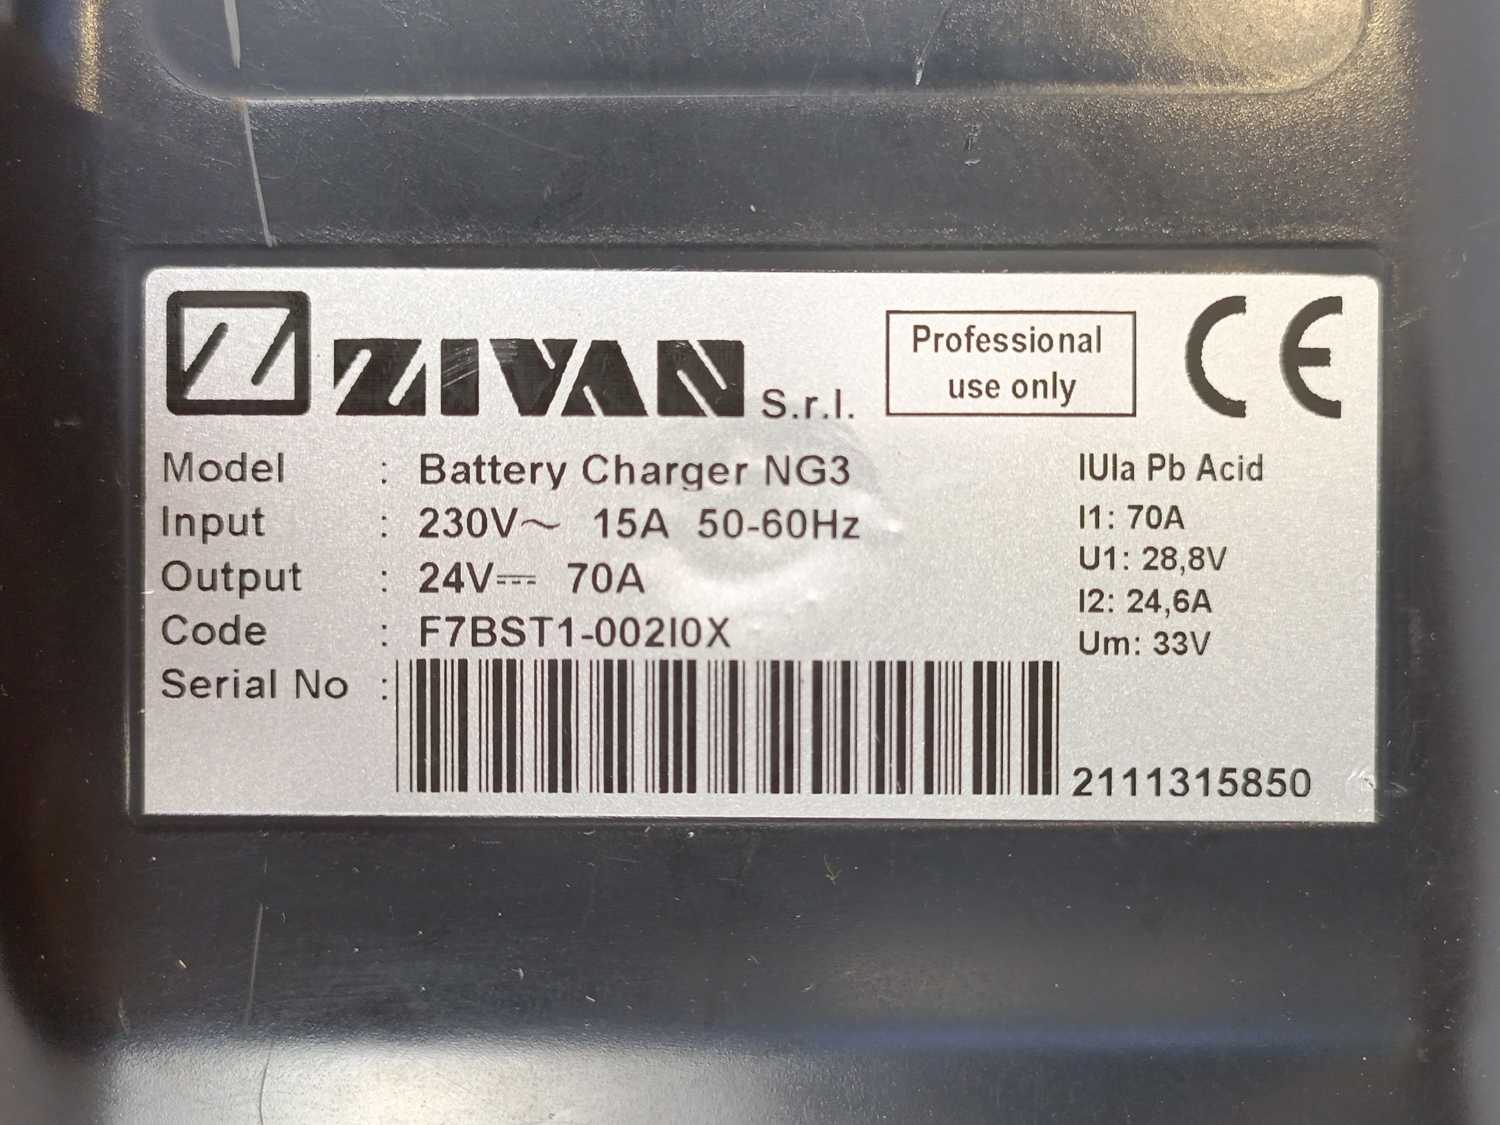 ZIVAN S.r.l.
Professional
use only
CE
Model : Battery Charger NG3
Input : 230V~ 15A 50-60Hz
Output : 24V⎓ 70A
Code : F7BST1-002I0X
Serial No :
2111315850
IUIa Pb Acid
I1: 70A
U1: 28,8V
I2: 24,6A
Um: 33V